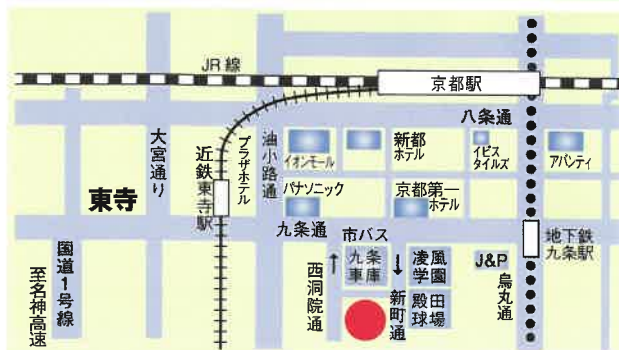 JR線
京都駅
八条通
大宮通り
近鉄東寺駅
プラザホテル
油小路通
イオンモール
新都
ホテル
イビス
タイルズ
アバンティ
東寺
パナソニック
京都第一
ホテル
九条通
地下鉄
九条駅
国道1号線
至名神高速
西洞院通
↑
市バス
九条
車庫
↓
新町通
凌風
学園
殿田
球場
J&P
烏丸通